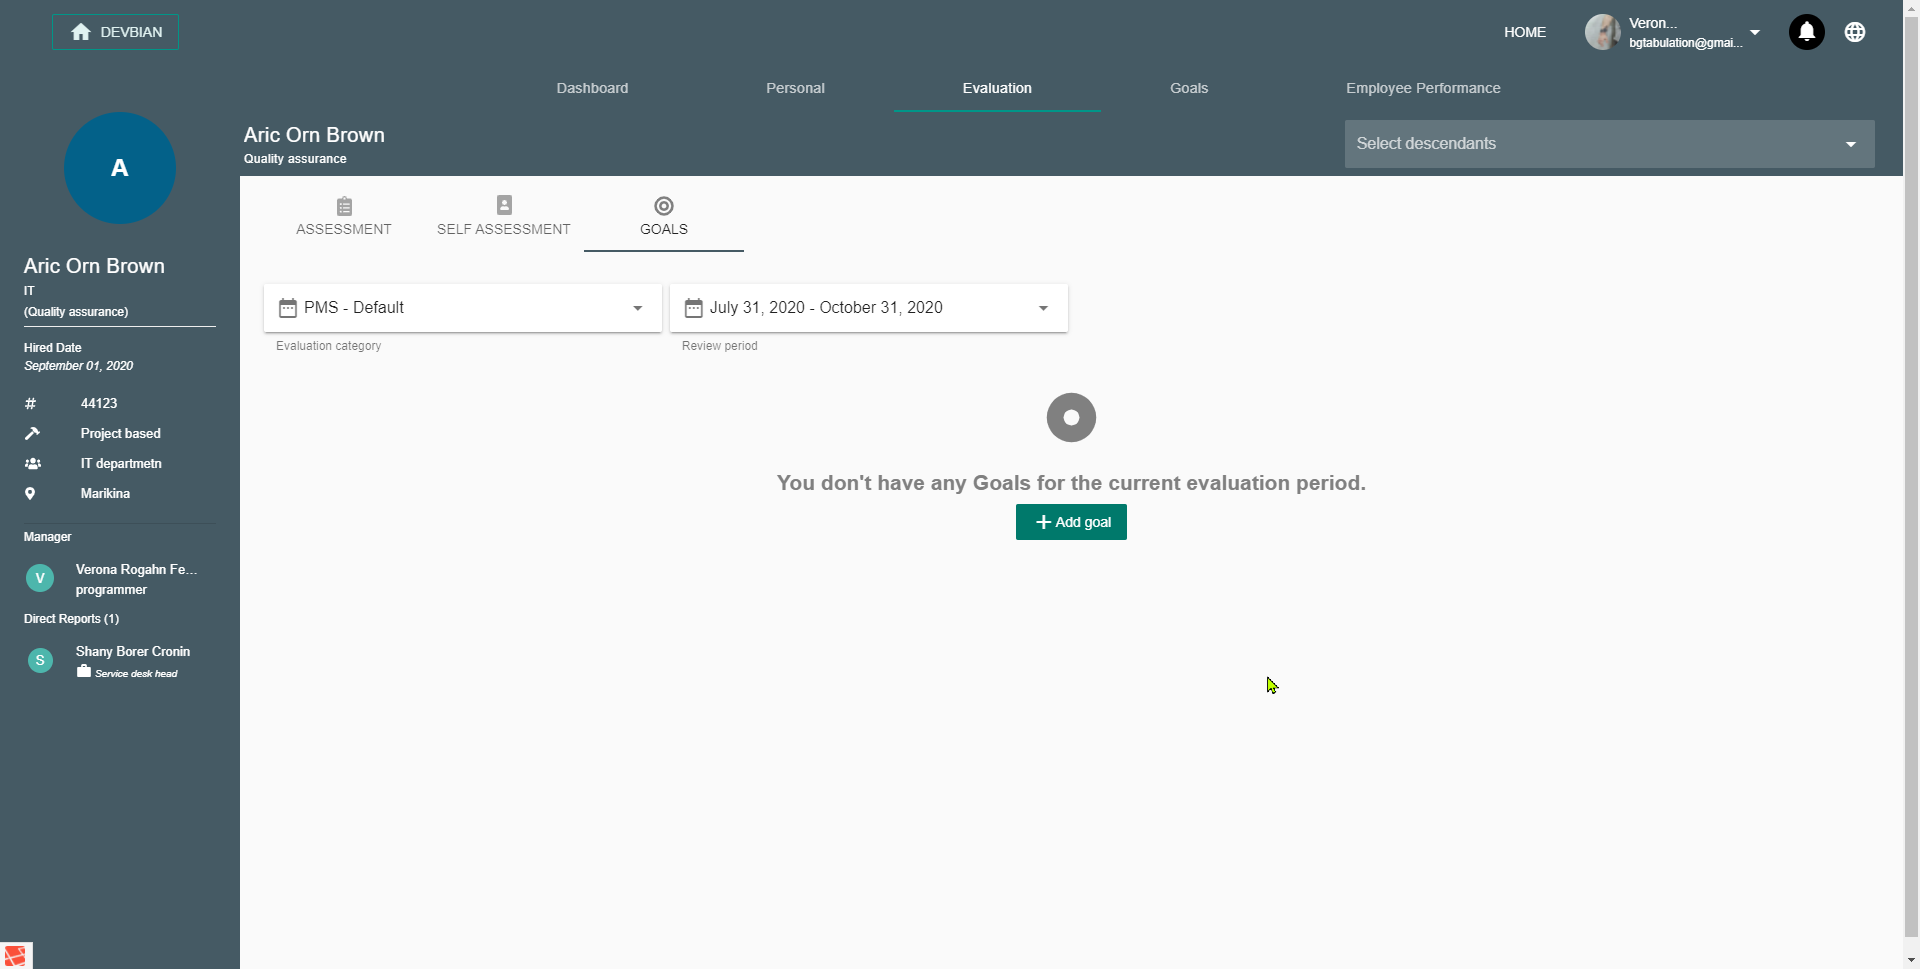 DEVBIAN
HOME
Veron...
bgtabulation@gmai...
Dashboard
Personal
Evaluation
Goals
Employee Performance
A
Aric Orn Brown
Quality assurance
Select descendants
ASSESSMENT
SELF ASSESSMENT
GOALS
Aric Orn Brown
IT
(Quality assurance)
Hired Date
September 01, 2020
# 44123
Project based
IT departmetn
Marikina
Manager
V
Verona Rogahn Fe...
programmer
Direct Reports (1)
S
Shany Borer Cronin
Service desk head
PMS - Default
Evaluation category
July 31, 2020 - October 31, 2020
Review period
You don't have any Goals for the current evaluation period.
+ Add goal